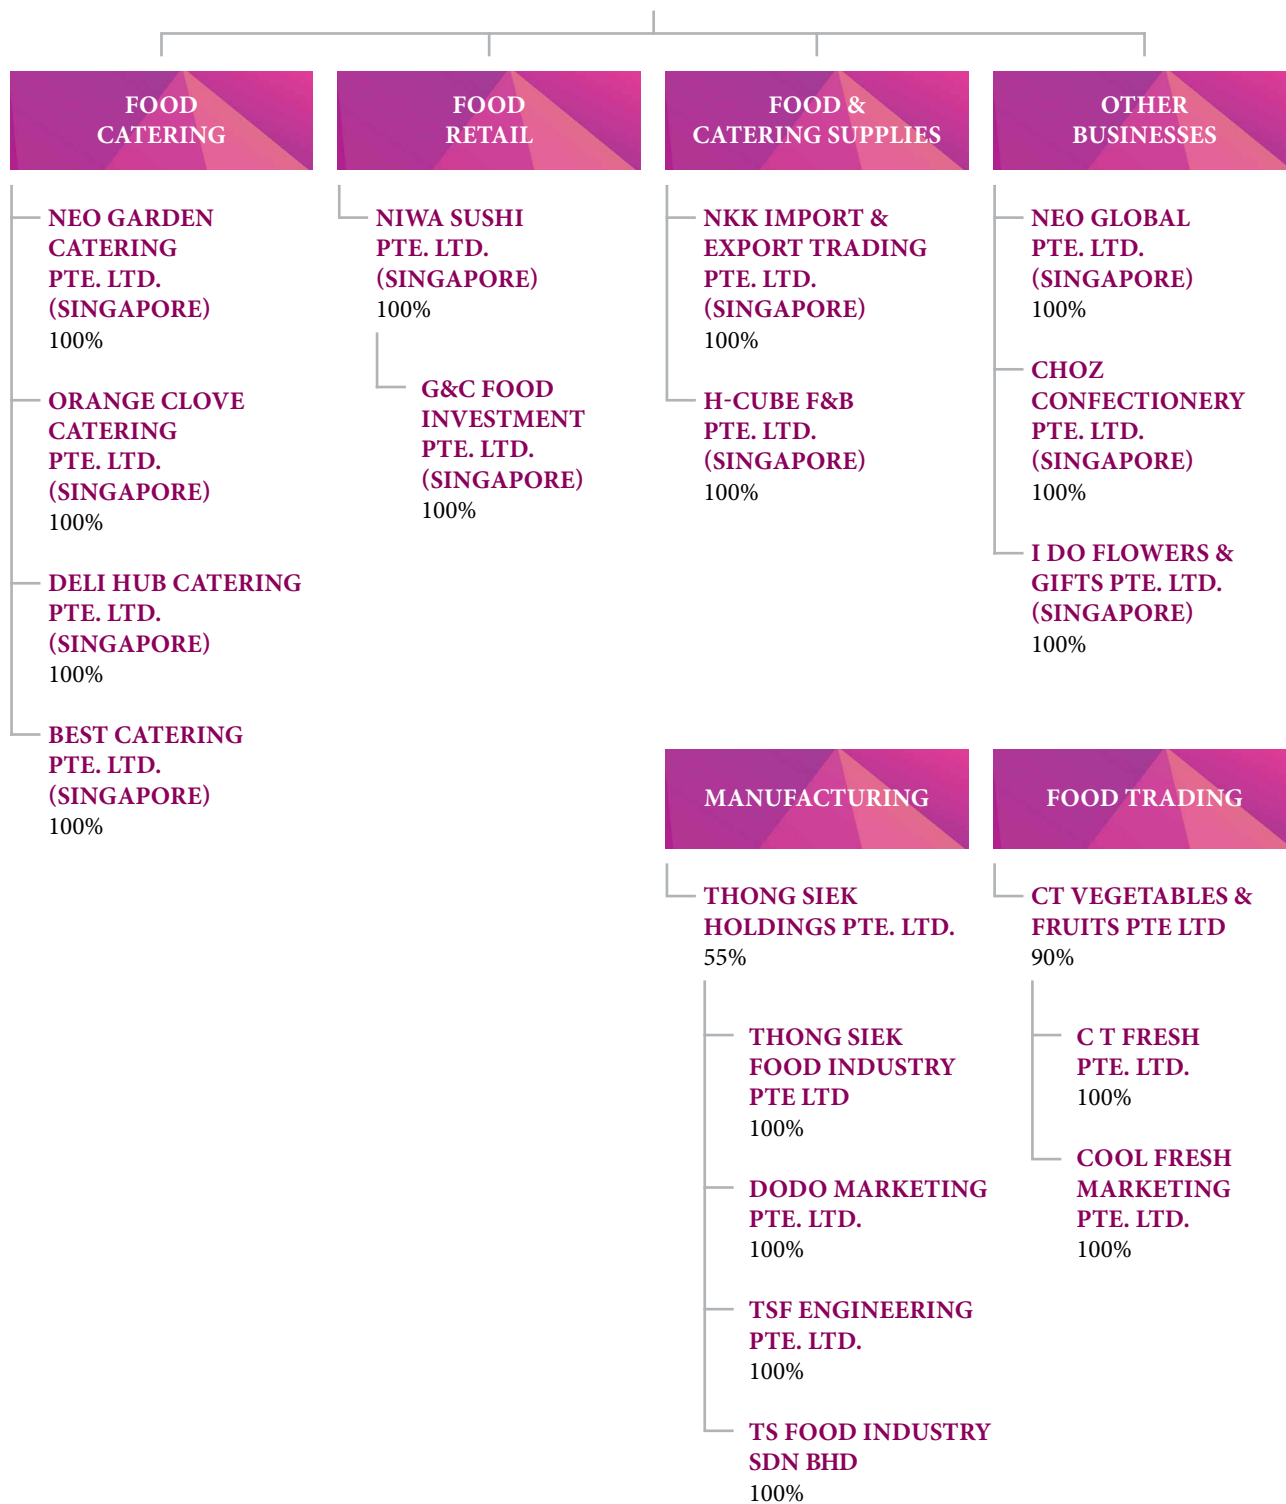 FOOD
CATERING
NEO GARDEN
CATERING
PTE. LTD.
(SINGAPORE)
100%
ORANGE CLOVE
CATERING
PTE. LTD.
(SINGAPORE)
100%
DELI HUB CATERING
PTE. LTD.
(SINGAPORE)
100%
BEST CATERING
PTE. LTD.
(SINGAPORE)
100%
FOOD
RETAIL
NIWA SUSHI
PTE. LTD.
(SINGAPORE)
100%
G&C FOOD
INVESTMENT
PTE. LTD.
(SINGAPORE)
100%
FOOD &
CATERING SUPPLIES
NKK IMPORT &
EXPORT TRADING
PTE. LTD.
(SINGAPORE)
100%
H-CUBE F&B
PTE. LTD.
(SINGAPORE)
100%
OTHER
BUSINESSES
NEO GLOBAL
PTE. LTD.
(SINGAPORE)
100%
CHOZ
CONFECTIONERY
PTE. LTD.
(SINGAPORE)
100%
I DO FLOWERS &
GIFTS PTE. LTD.
(SINGAPORE)
100%
MANUFACTURING
THONG SIEK
HOLDINGS PTE. LTD.
55%
THONG SIEK
FOOD INDUSTRY
PTE LTD
100%
DODO MARKETING
PTE. LTD.
100%
TSF ENGINEERING
PTE. LTD.
100%
TS FOOD INDUSTRY
SDN BHD
100%
FOOD TRADING
CT VEGETABLES &
FRUITS PTE LTD
90%
C T FRESH
PTE. LTD.
100%
COOL FRESH
MARKETING
PTE. LTD.
100%